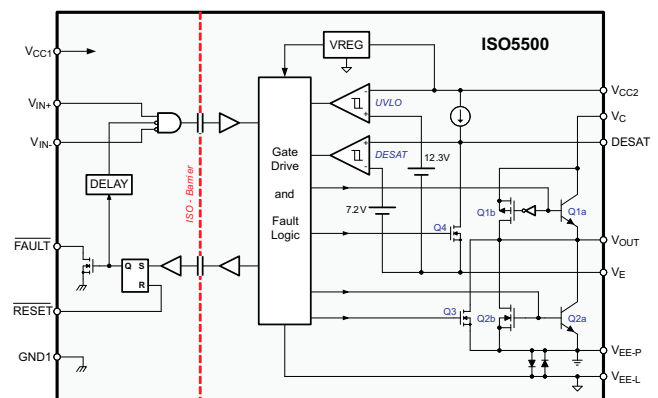 ISO5500
VREG
VCC1
VIN+
VIN-
DELAY
FAULT
RESET
GND1
Q S
R
ISO - Barrier
Gate
Drive
and
Fault
Logic
UVLO
-
+
DESAT
+
-
12.3V
7.2V
Q4
Q3
Q1b
Q1a
Q2b
Q2a
VCC2
VC
DESAT
VOUT
VE
VEE-P
VEE-L